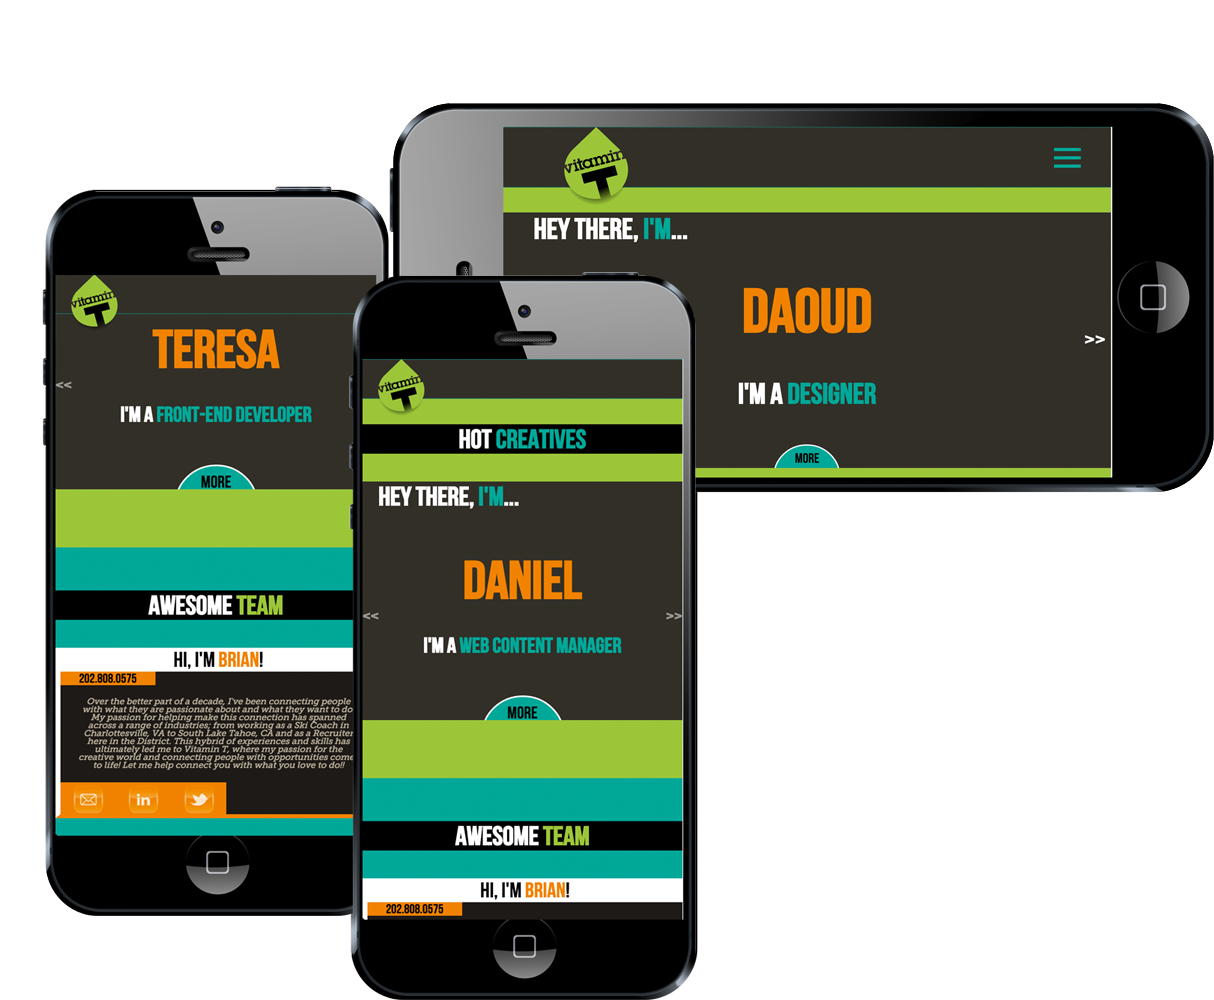 vitamin
T
TERESA
<<
I'M A FRONT-END DEVELOPER
MORE
AWESOME TEAM
HI, I'M BRIAN!
202.808.0575
Over the better part of a decade, I've been connecting people
with what they are passionate about and what they want to do.
My passion for helping make this connection has spanned
across a range of industries; from working as a Ski Coach in
Charlottesville, VA to South Lake Tahoe, CA and as a Recruiter
here in the District. This hybrid of experiences and skills has
ultimately led me to Vitamin T, where my passion for the
creative world and connecting people with opportunities come
to life! Let me help connect you with what you love to do!!
in
vitamin
T
HOT CREATIVES
HEY THERE, I'M...
DANIEL
<< >>
I'M A WEB CONTENT MANAGER
MORE
AWESOME TEAM
HI, I'M BRIAN!
202.808.0575
vitamin
T
HEY THERE, I'M...
DAOUD
>>
I'M A DESIGNER
MORE